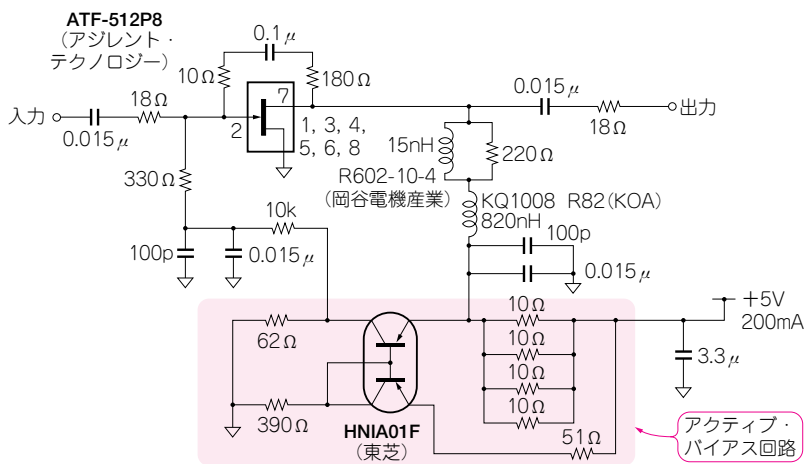 ATF-512P8
（アジレント・
テクノロジー）
0.1μ
10Ω
180Ω
入力
0.015μ
18Ω
2
7
1, 3, 4,
5, 6, 8
0.015μ
18Ω
出力
15nH
220Ω
R602-10-4
（岡谷電機産業）
330Ω
KQ1008 R82（KOA）
820nH
10k
100p
0.015μ
100p
0.015μ
10Ω
10Ω
10Ω
10Ω
+5V
200mA
3.3μ
62Ω
390Ω
HNIA01F
（東芝）
51Ω
アクティブ・
バイアス回路